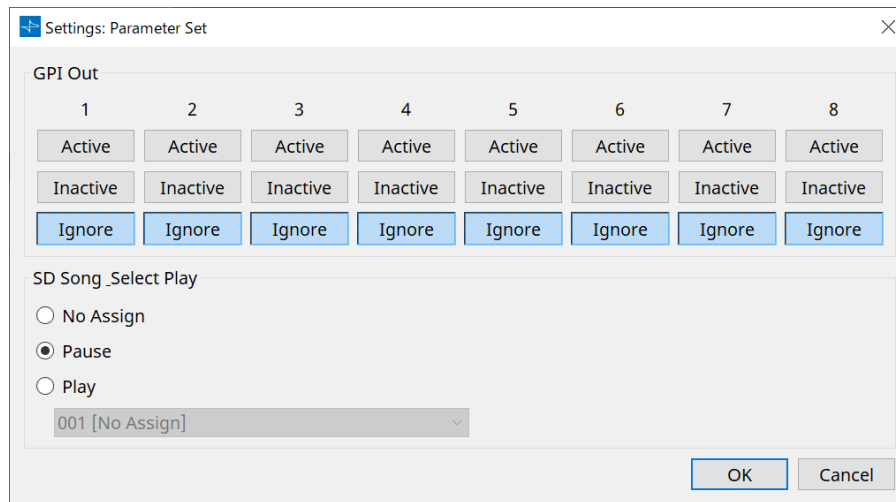 Settings: Parameter Set
GPI Out
1 2 3 4 5 6 7 8
Active Active Active Active Active Active Active Active
Inactive Inactive Inactive Inactive Inactive Inactive Inactive Inactive
Ignore Ignore Ignore Ignore Ignore Ignore Ignore Ignore
SD Song _Select Play
No Assign
Pause
Play
001 [No Assign]
OK Cancel